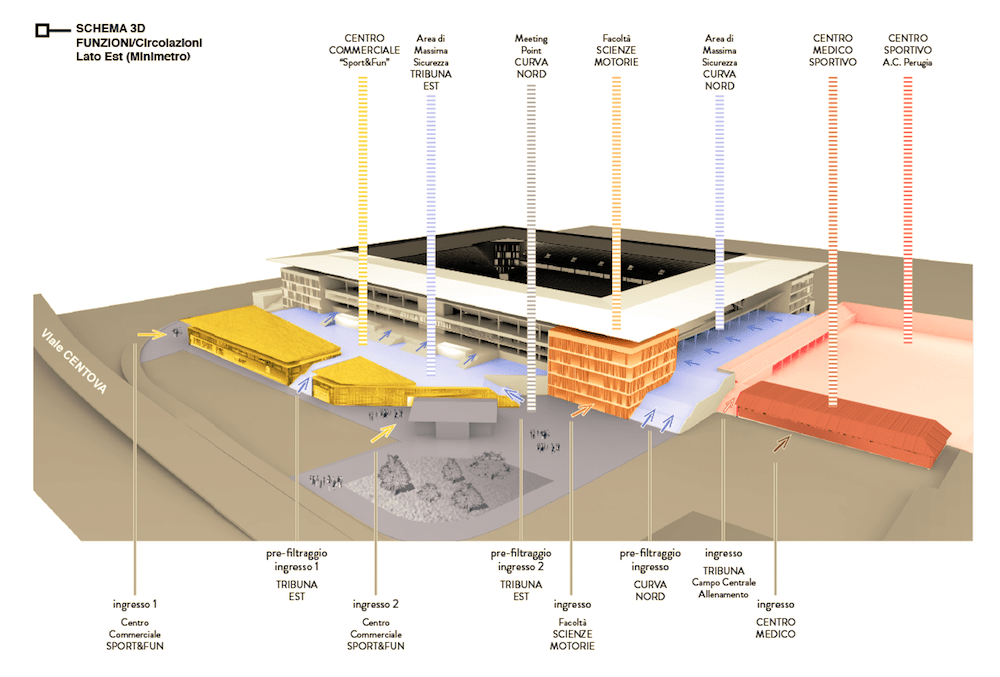 SCHEMA 3D
FUNZIONI/Circolazioni
Lato Est (Minimetro)
CENTRO
COMMERCIALE
"Sport&Fun"
Area di
Massima
Sicurezza
TRIBUNA
EST
Meeting
Point
CURVA
NORD
Facoltà
SCIENZE
MOTORIE
Area di
Massima
Sicurezza
CURVA
NORD
CENTRO
MEDICO
SPORTIVO
CENTRO
SPORTIVO
A.C. Perugia
Viale CENTOVA
ingresso 1
Centro
Commerciale
SPORT&FUN
pre-filtraggio
ingresso 1
TRIBUNA
EST
ingresso 2
Centro
Commerciale
SPORT&FUN
pre-filtraggio
ingresso 2
TRIBUNA
EST
ingresso
Facoltà
SCIENZE
MOTORIE
pre-filtraggio
ingresso
CURVA
NORD
ingresso
TRIBUNA
Campo Centrale
Allenamento
ingresso
CENTRO
MEDICO